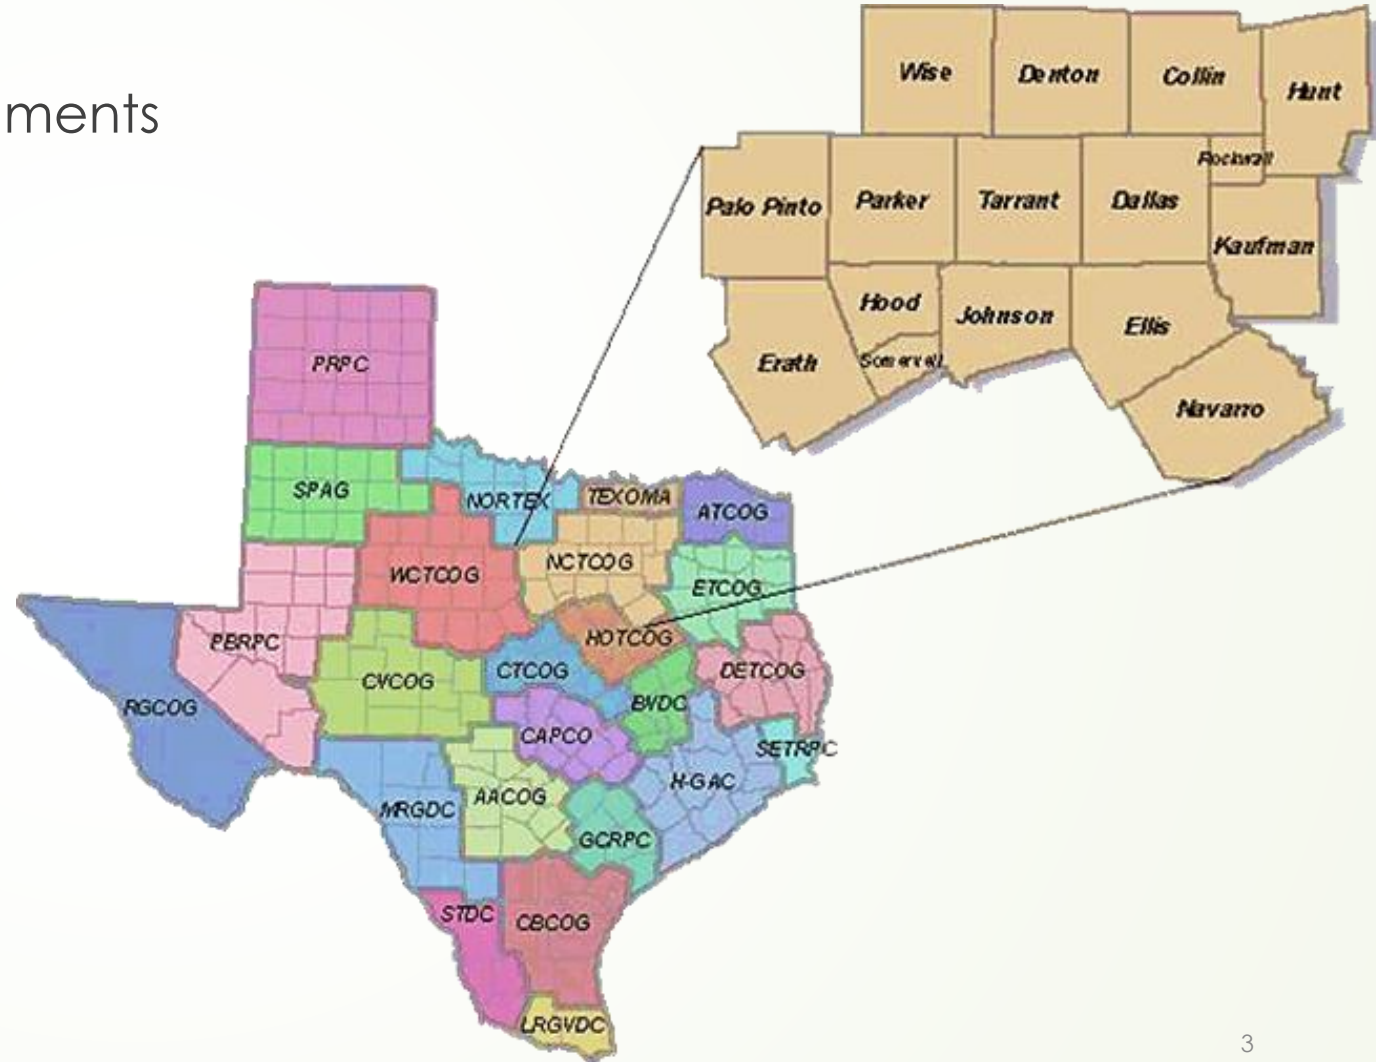 ments
Wise
Denton
Collin
Hunt
Rockwall
Palo Pinto
Parker
Tarrant
Dallas
Kaufman
Hood
Johnson
Ellis
Erath
Somervell
Navarro
PRPC
SPAG
NORTEX
TEXOMA
ATCOG
WCTCOG
NCTCOG
ETCOG
PBRPC
HOTCOG
CVCOG
CTCOG
DETCOG
RGCOG
BVDC
CAPCO
SETRPC
H-GAC
MRGDC
AACOG
GCRPC
STDC
CBCOG
LRGVDC
3